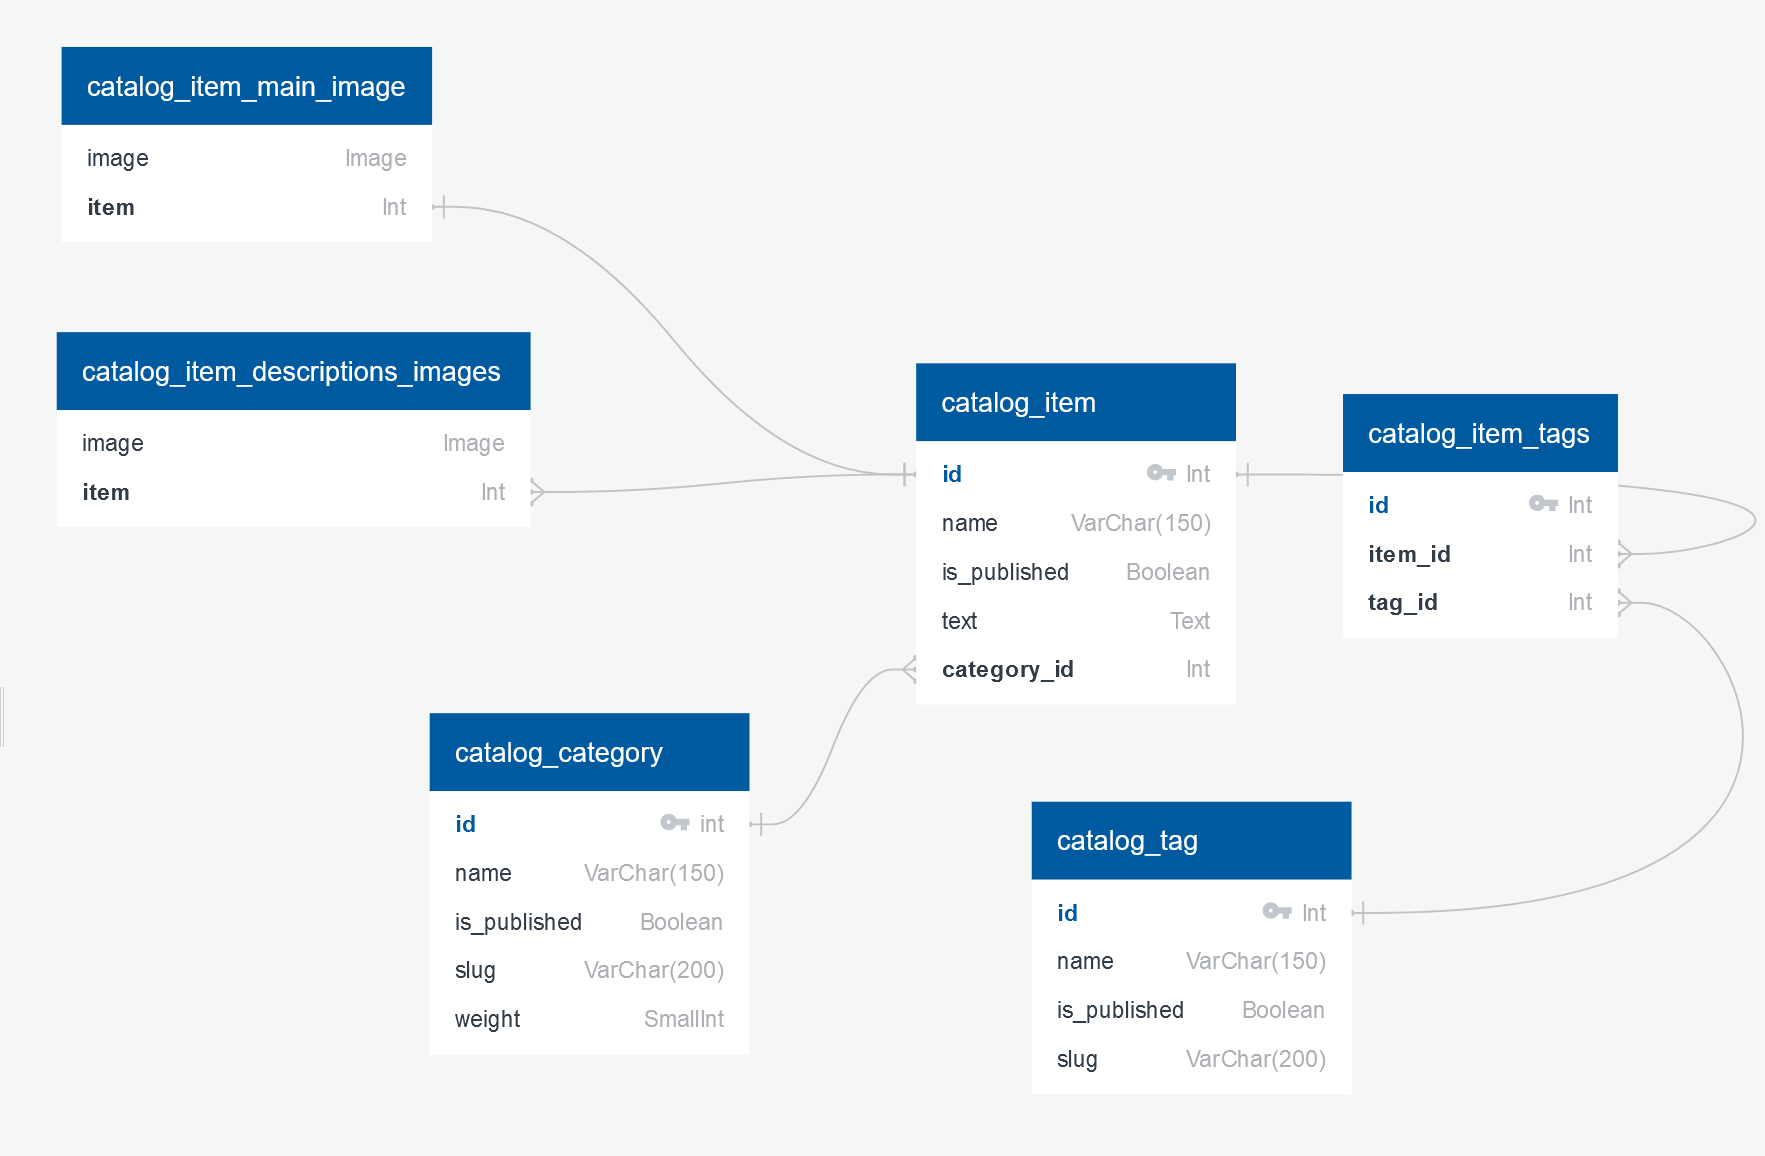 catalog_item_main_image
image Image
item Int
catalog_item_descriptions_images
image Image
item Int
catalog_item
id Int
name VarChar(150)
is_published Boolean
text Text
category_id Int
catalog_item_tags
id Int
item_id Int
tag_id Int
catalog_category
id int
name VarChar(150)
is_published Boolean
slug VarChar(200)
weight SmallInt
catalog_tag
id Int
name VarChar(150)
is_published Boolean
slug VarChar(200)